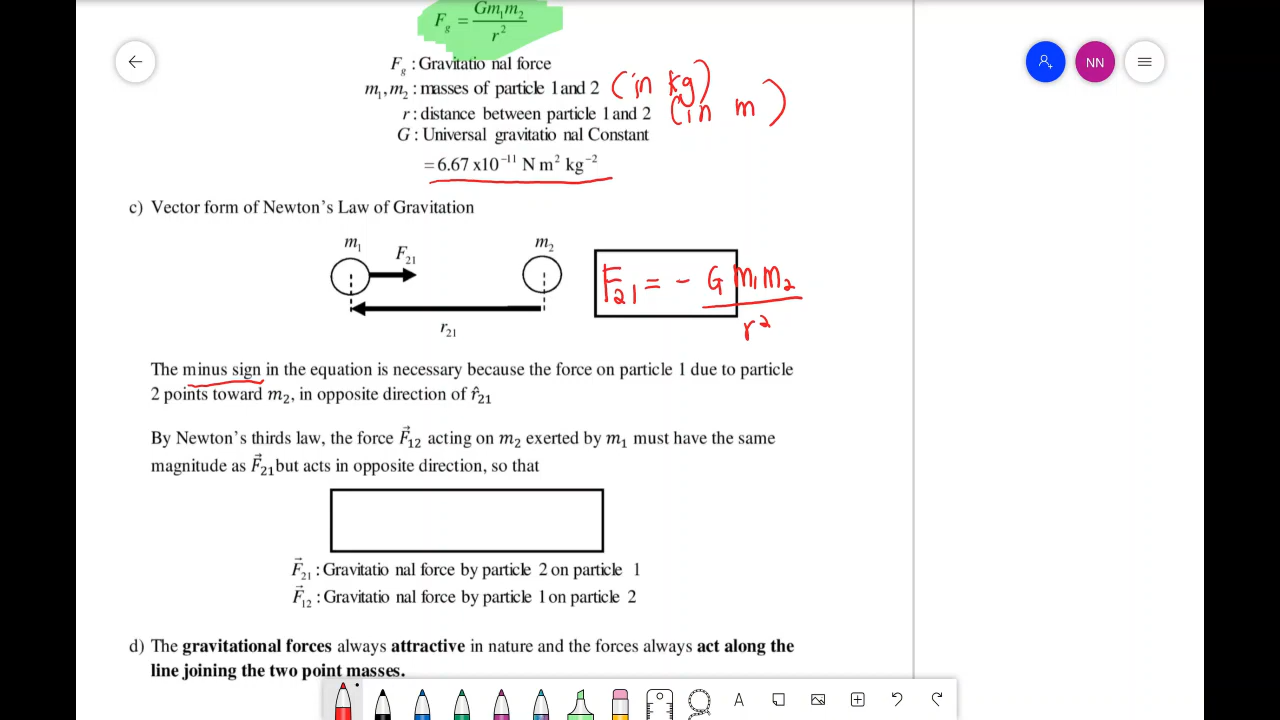 F_g = Gm₁m₂ / r²
F_g : Gravitatio nal force
m₁, m₂ : masses of particle 1 and 2 (in kg)
r : distance between particle 1 and 2 (in m)
G : Universal gravitatio nal Constant
= 6.67 x10⁻¹¹ N m² kg⁻²
NN
c) Vector form of Newton's Law of Gravitation
m₁ F₂₁ m₂
r₂₁
F₂₁ = - G m₁m₂ / r²
The minus sign in the equation is necessary because the force on particle 1 due to particle
2 points toward m₂, in opposite direction of r̂₂₁
By Newton's thirds law, the force F⃗₁₂ acting on m₂ exerted by m₁ must have the same
magnitude as F⃗₂₁ but acts in opposite direction, so that
F⃗₂₁ : Gravitatio nal force by particle 2 on particle 1
F⃗₁₂ : Gravitatio nal force by particle 1 on particle 2
d) The gravitational forces always attractive in nature and the forces always act along the
line joining the two point masses.
A